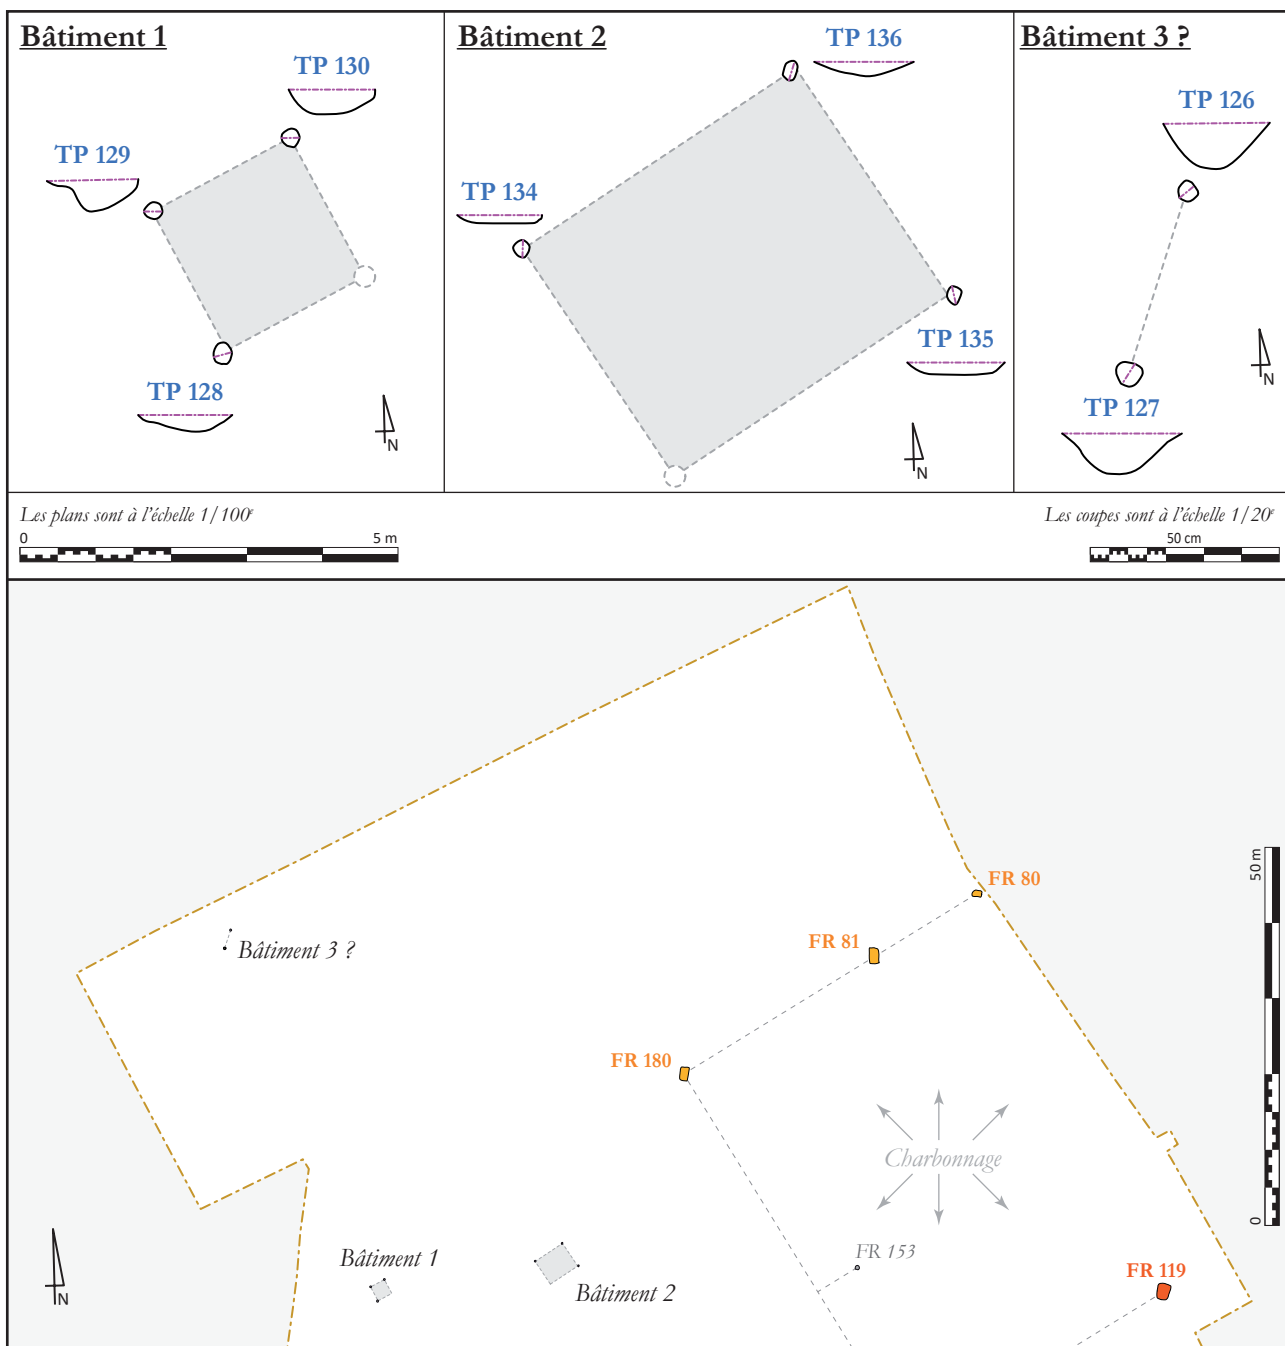 Bâtiment 1
TP 130
TP 129
TP 128
N
Bâtiment 2
TP 136
TP 134
TP 135
N
Bâtiment 3 ?
TP 126
TP 127
N
Les plans sont à l'échelle 1/100e
0 5 m
Les coupes sont à l'échelle 1/20e
50 cm
FR 80
FR 81
Bâtiment 3 ?
FR 180
50 m
0
Charbonnage
FR 153
Bâtiment 1
Bâtiment 2
FR 119
N